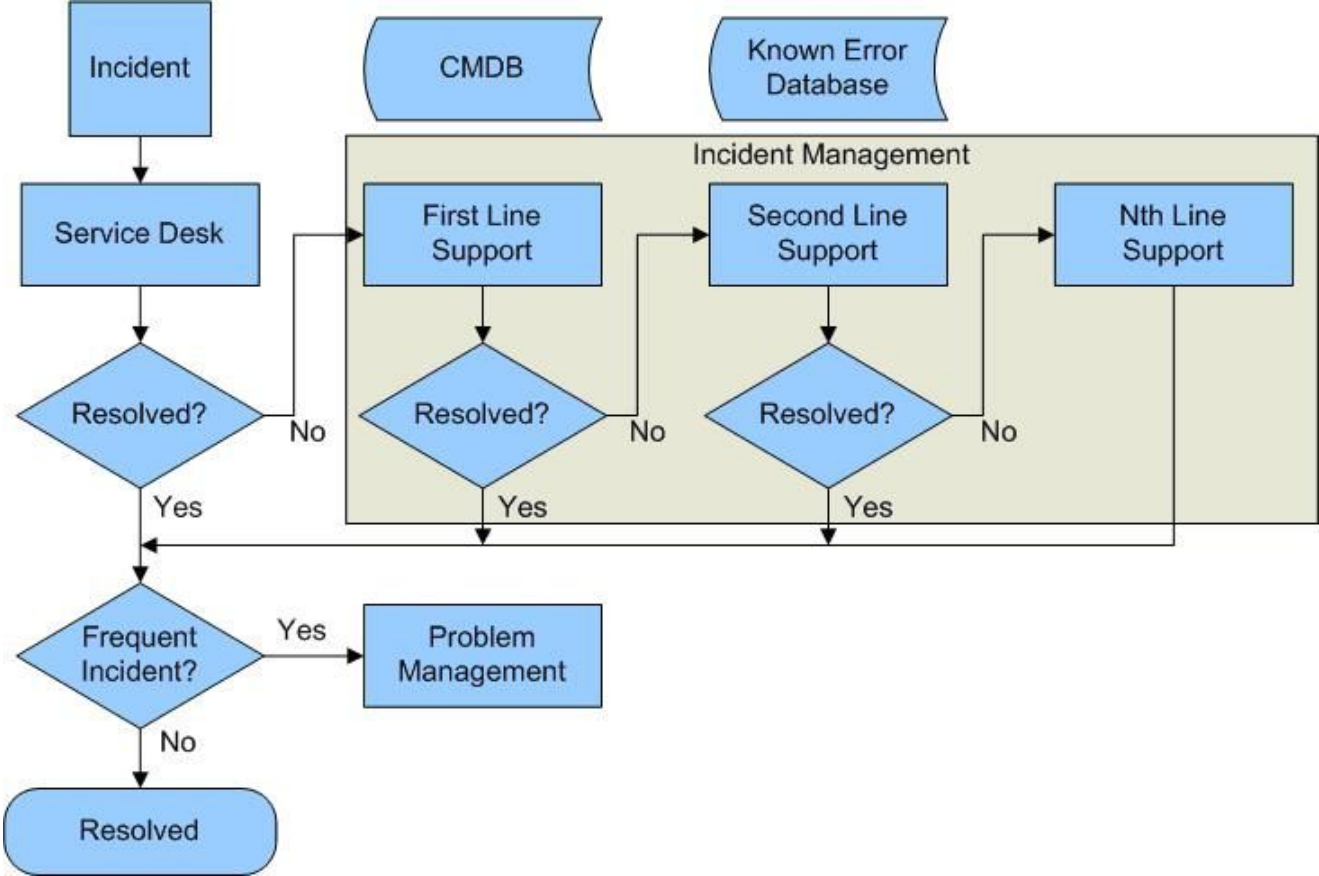 Incident
CMDB
Known Error
Database
Incident Management
Service Desk
First Line
Support
Second Line
Support
Nth Line
Support
Resolved?
No
Resolved?
No
Resolved?
No
Yes
Yes
Yes
Frequent
Incident?
Yes
Problem
Management
No
Resolved